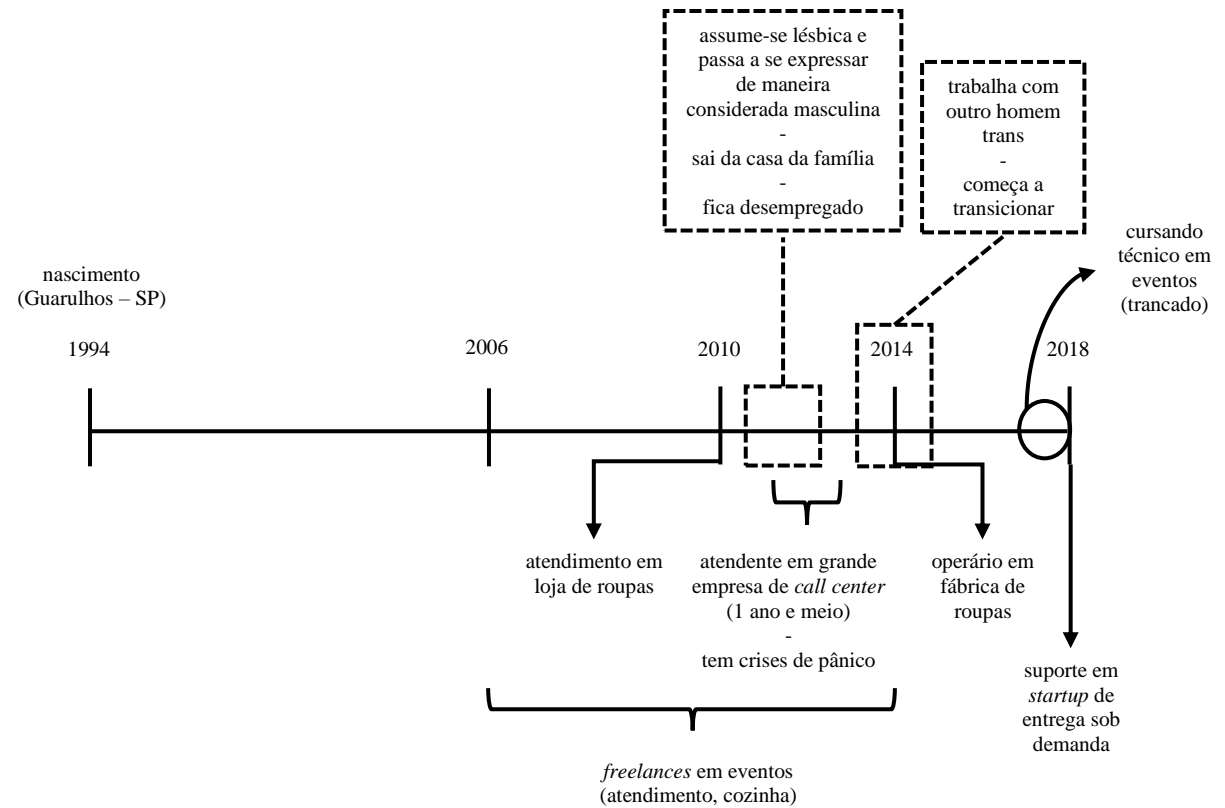 assume-se lésbica e
passa a se expressar
de maneira
considerada masculina
-
sai da casa da família
-
fica desempregado
trabalha com
outro homem
trans
-
começa a
transicionar
cursando
técnico em
eventos
(trancado)
nascimento
(Guarulhos – SP)
1994
2006
2010
2014
2018
atendimento em
loja de roupas
atendente em grande
empresa de call center
(1 ano e meio)
-
tem crises de pânico
operário em
fábrica de
roupas
suporte em
startup de
entrega sob
demanda
freelances em eventos
(atendimento, cozinha)